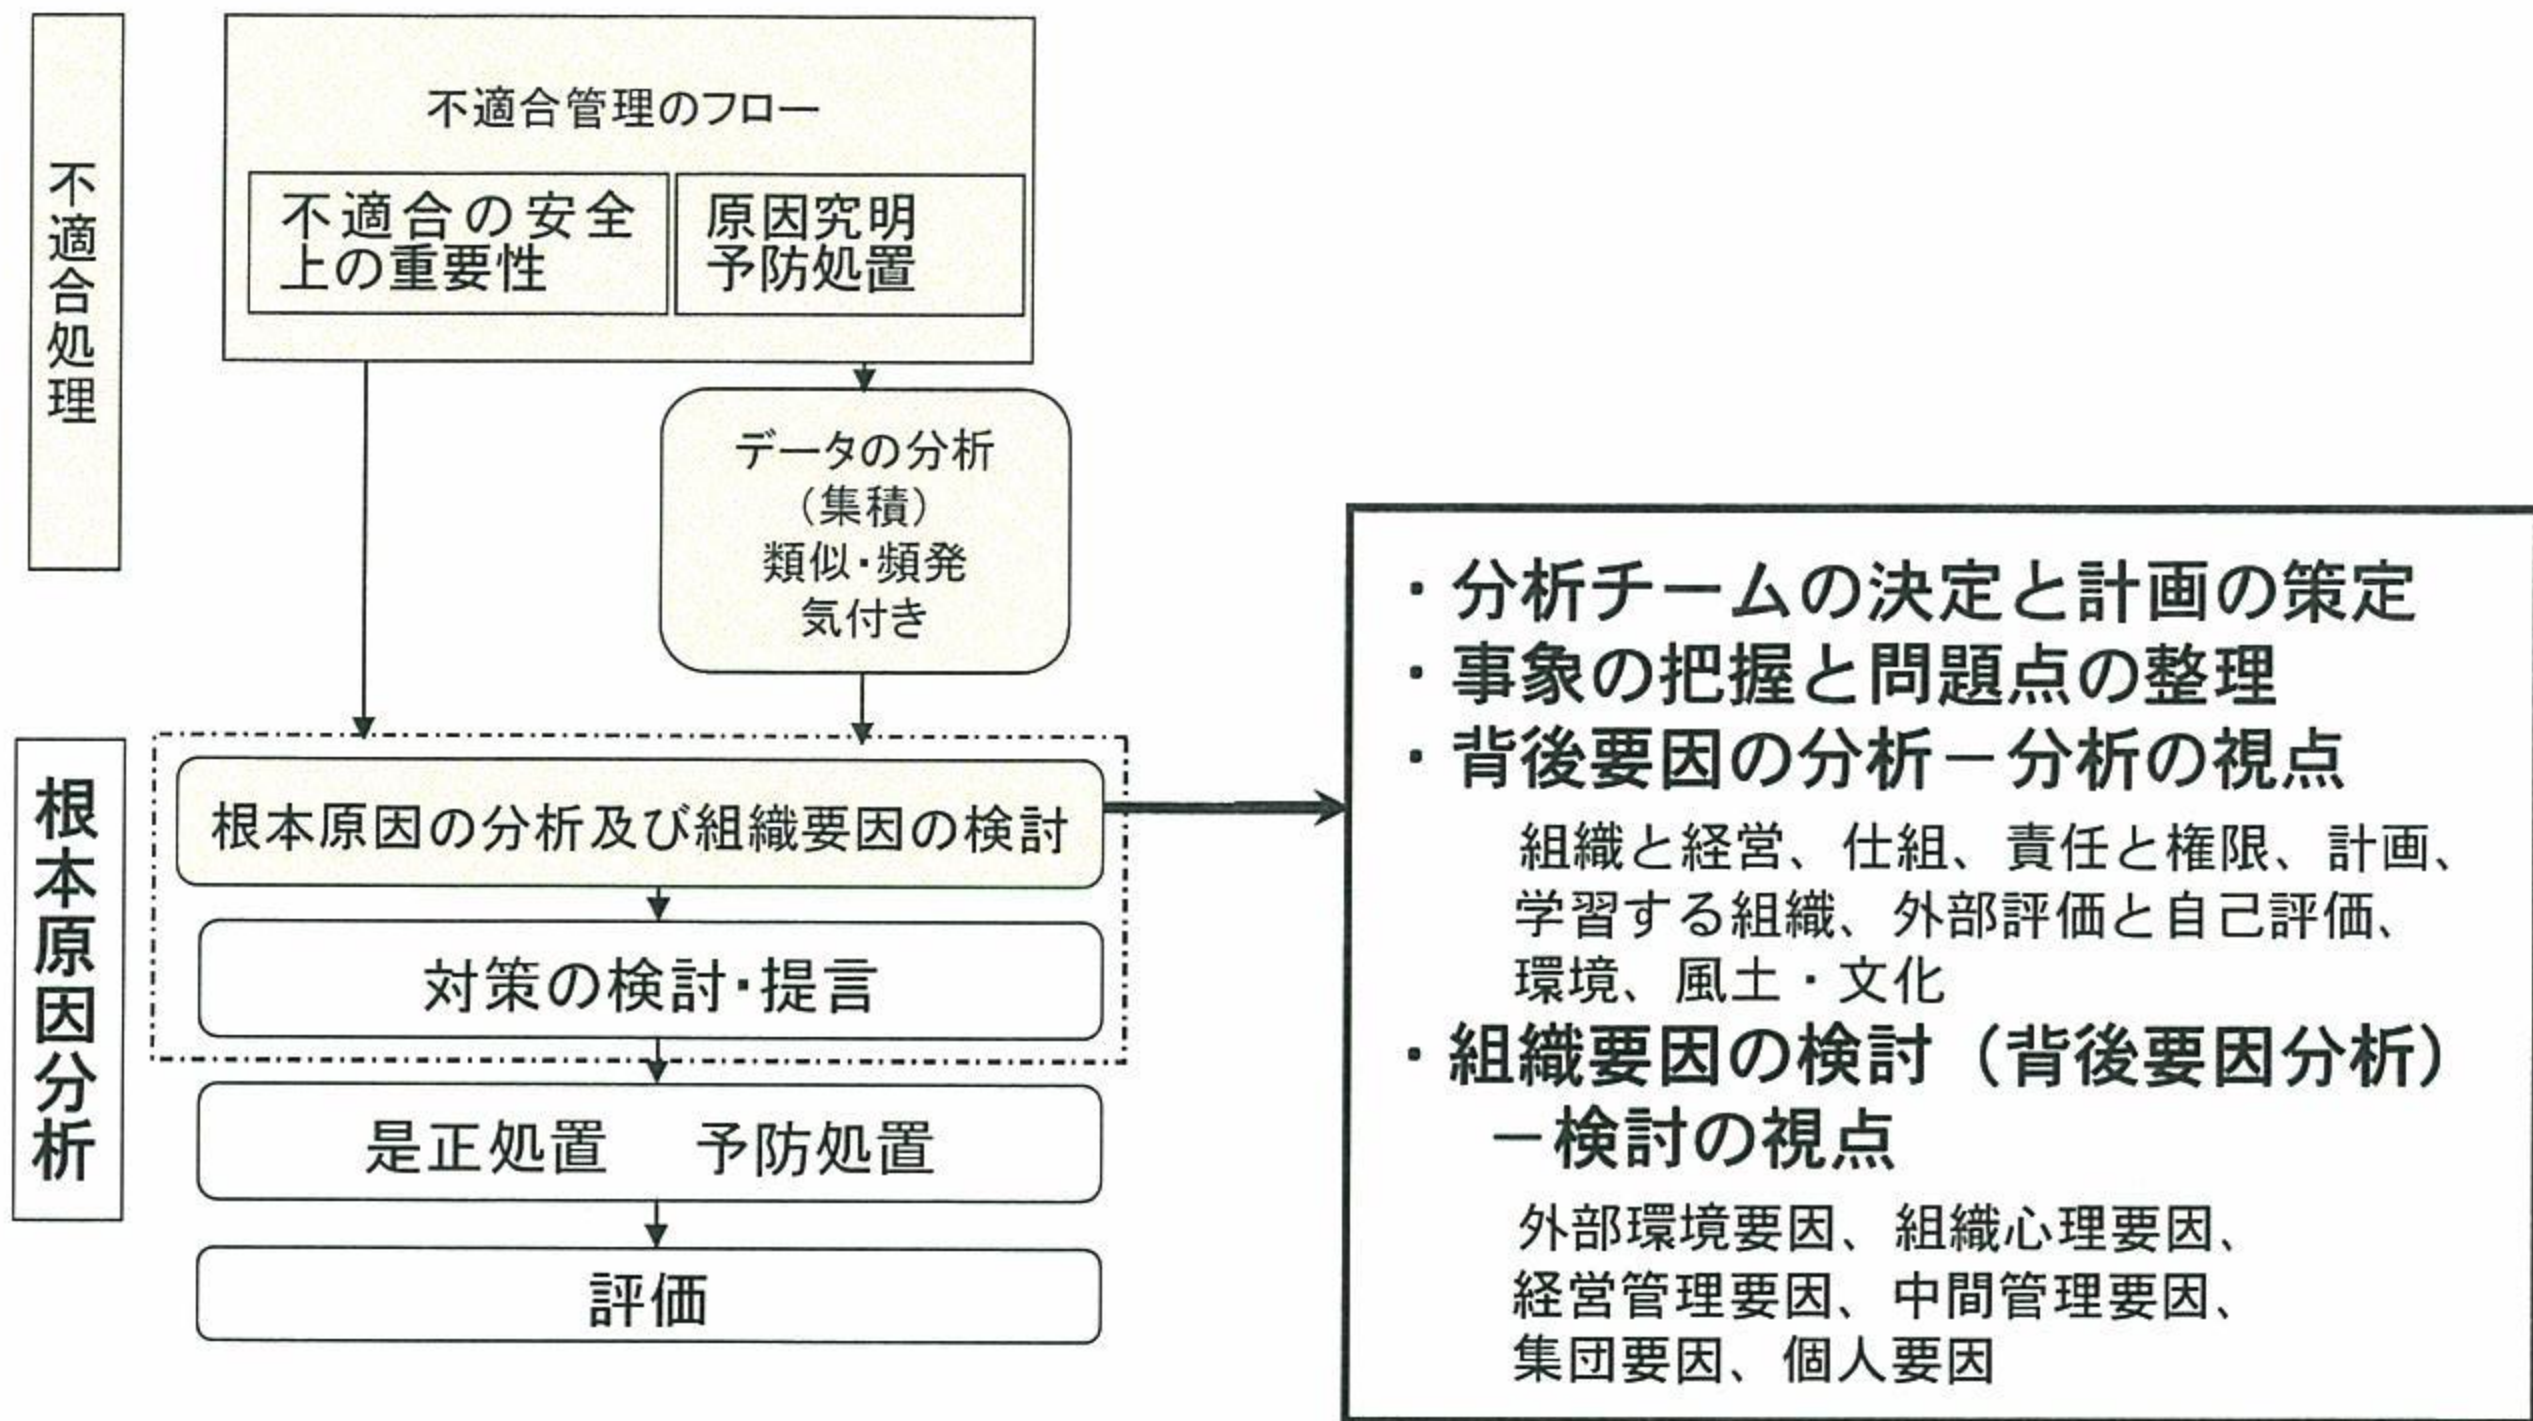 不適合処理
不適合管理のフロー
不適合の安全
上の重要性
原因究明
予防処置
データの分析
（集積）
類似・頻発
気付き
根本原因分析
根本原因の分析及び組織要因の検討
対策の検討・提言
是正処置　予防処置
評価
・分析チームの決定と計画の策定
・事象の把握と問題点の整理
・背後要因の分析－分析の視点
組織と経営、仕組、責任と権限、計画、
学習する組織、外部評価と自己評価、
環境、風土・文化
・組織要因の検討（背後要因分析）
－検討の視点
外部環境要因、組織心理要因、
経営管理要因、中間管理要因、
集団要因、個人要因